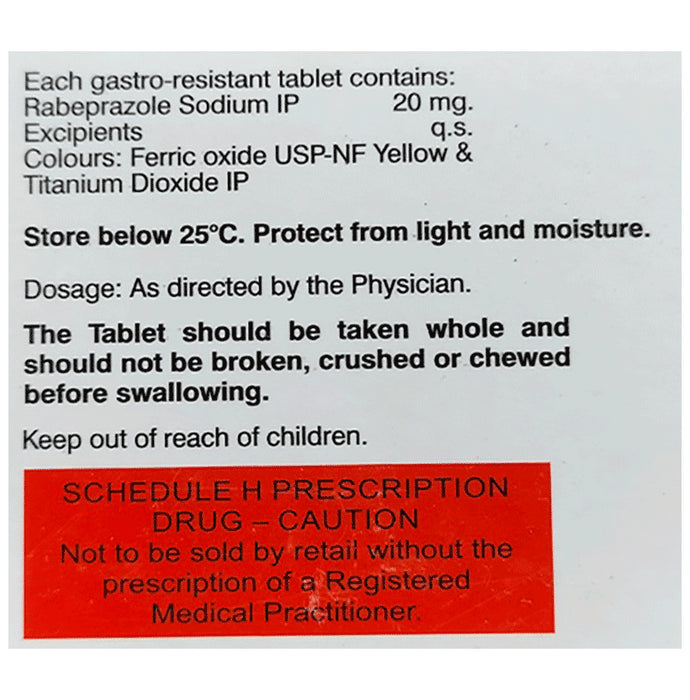 Each gastro-resistant tablet contains:
Rabeprazole Sodium IP 20 mg.
Excipients q.s.
Colours: Ferric oxide USP-NF Yellow &
Titanium Dioxide IP
Store below 25°C. Protect from light and moisture.
Dosage: As directed by the Physician.
The Tablet should be taken whole and
should not be broken, crushed or chewed
before swallowing.
Keep out of reach of children.
SCHEDULE H PRESCRIPTION
DRUG – CAUTION
Not to be sold by retail without the
prescription of a Registered
Medical Practitioner.